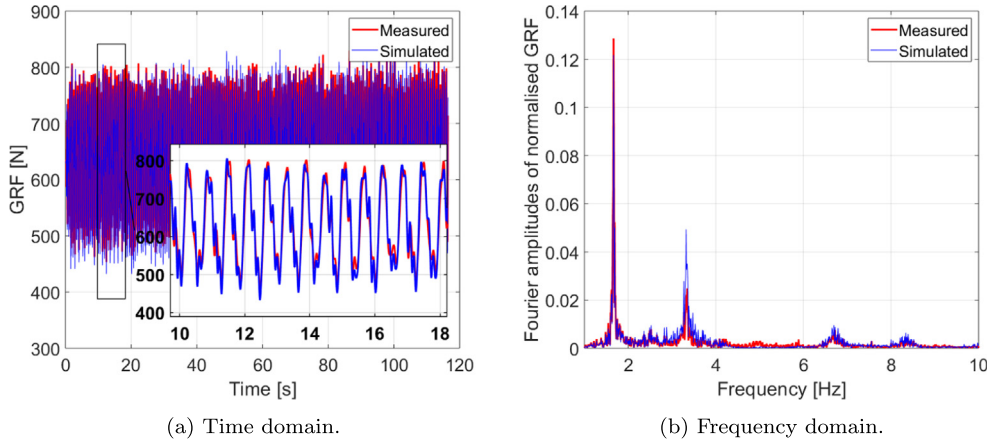 900
800
700
600
500
400
300
GRF [N]
Measured
Simulated
800
700
600
500
400
10 12 14 16 18
0 20 40 60 80 100 120
Time [s]
(a) Time domain.
0.14
0.12
0.1
0.08
0.06
0.04
0.02
0
Fourier amplitudes of normalised GRF
Measured
Simulated
2 4 6 8 10
Frequency [Hz]
(b) Frequency domain.